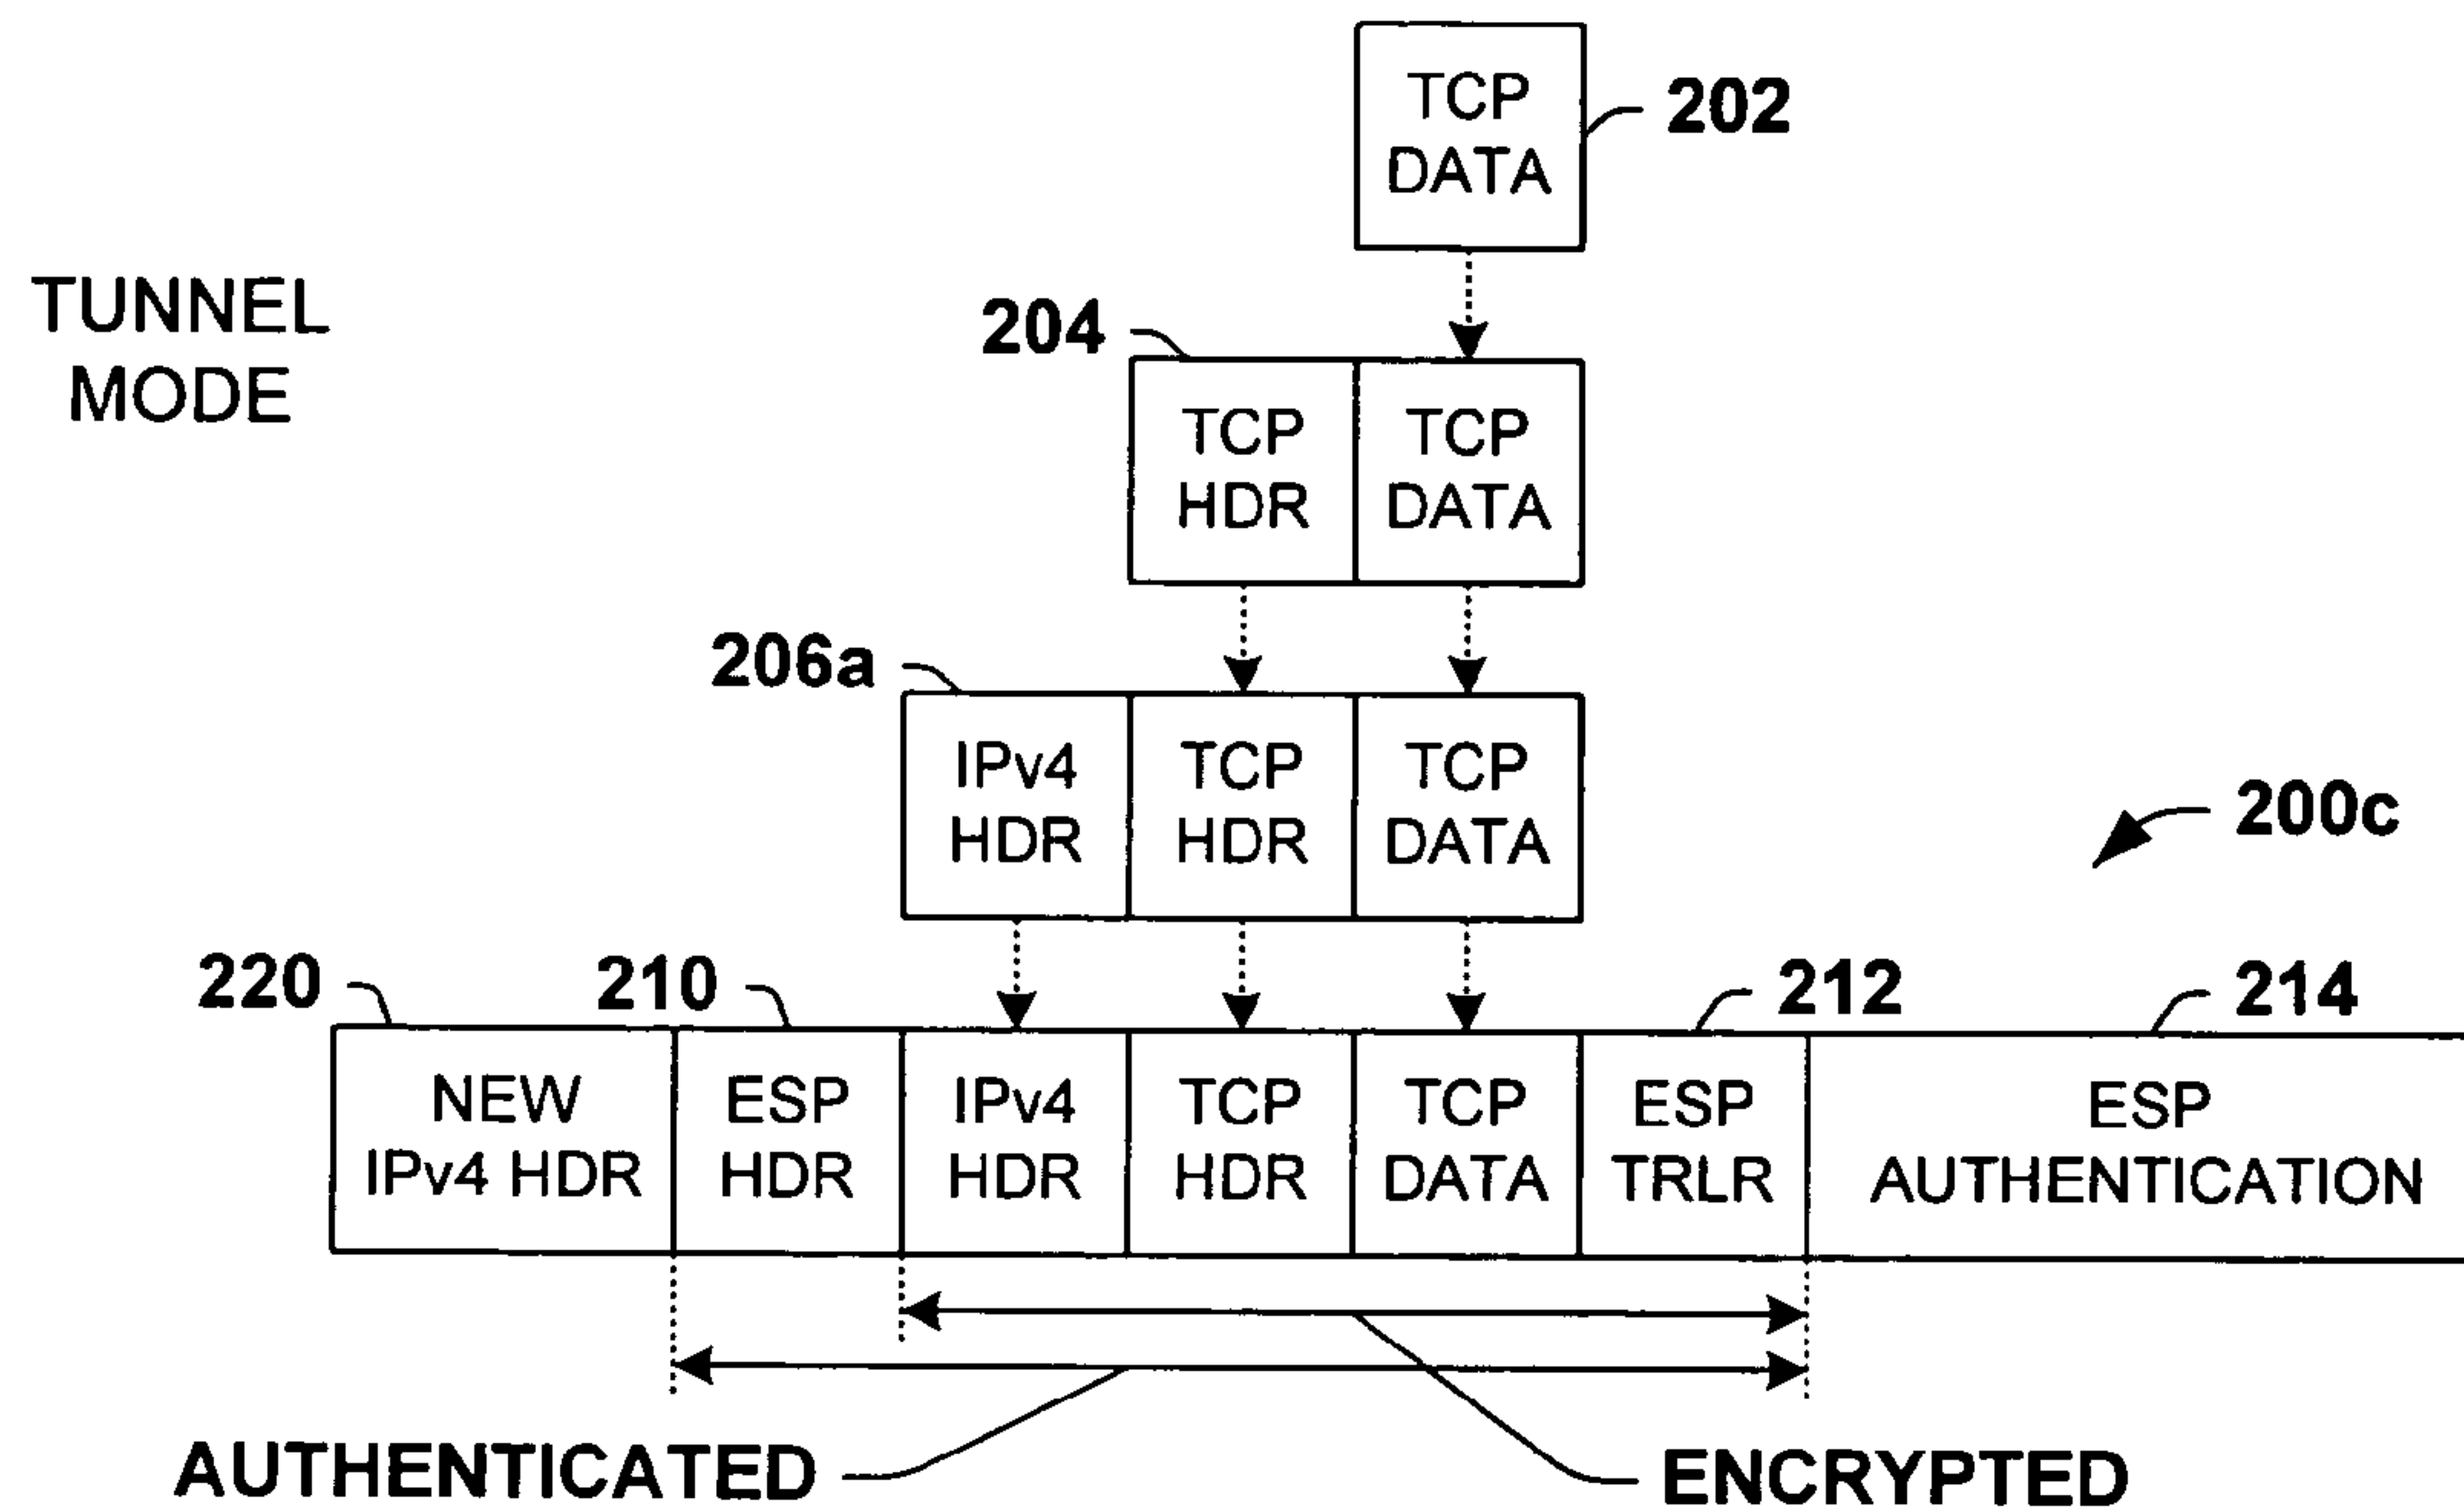 TCP
DATA
202
TUNNEL
MODE
204
TCP
HDR
TCP
DATA
206a
IPv4
HDR
TCP
HDR
TCP
DATA
200c
220
210
212
214
NEW
IPv4 HDR
ESP
HDR
IPv4
HDR
TCP
HDR
TCP
DATA
ESP
TRLR
ESP
AUTHENTICATION
AUTHENTICATED
ENCRYPTED